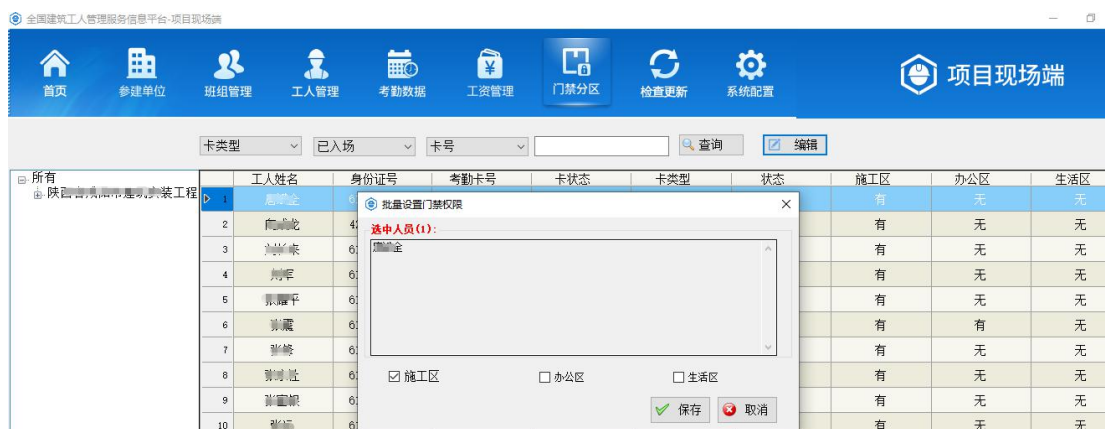 全国建筑工人管理服务信息平台-项目现场端
首页 参建单位 班组管理 工人管理 考勤数据 工资管理 门禁分区 检查更新 系统配置 项目现场端
卡类型 已入场 卡号 查询 编辑
所有
陕西
安装工程
工人姓名 身份证号 考勤卡号 卡状态 卡类型 状态 施工区 办公区 生活区
1 有 无 无
批量设置门禁权限
选中人员(1):
全
2 有 无 无
3 有 无 无
4 有 无 无
5 平 有 无 无
6 有 有 无
7 有 无 无
8 有 无 无
9 有 无 无
10 有 无 无
施工区 办公区 生活区
保存 取消